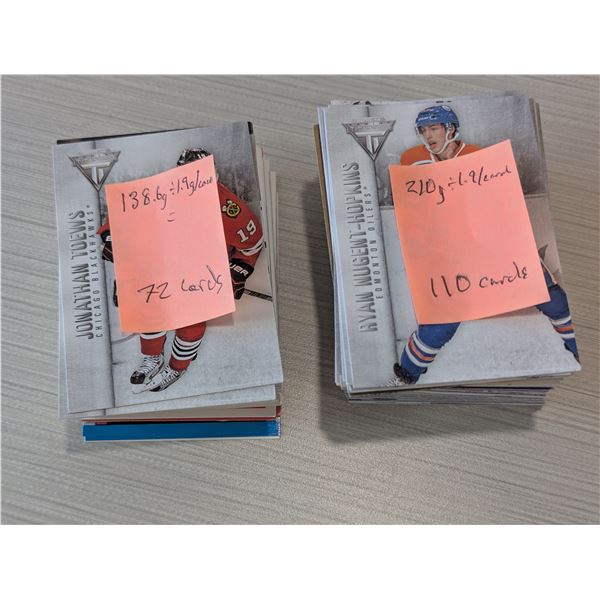 JONATHAN TOEWS
CHICAGO BLACKHAWKS
138.6g ÷ 1.9g/card
=
72 cards
19
RYAN NUGENT-HOPKINS
EDMONTON OILERS
210g ÷ 1.9/card
110 cards